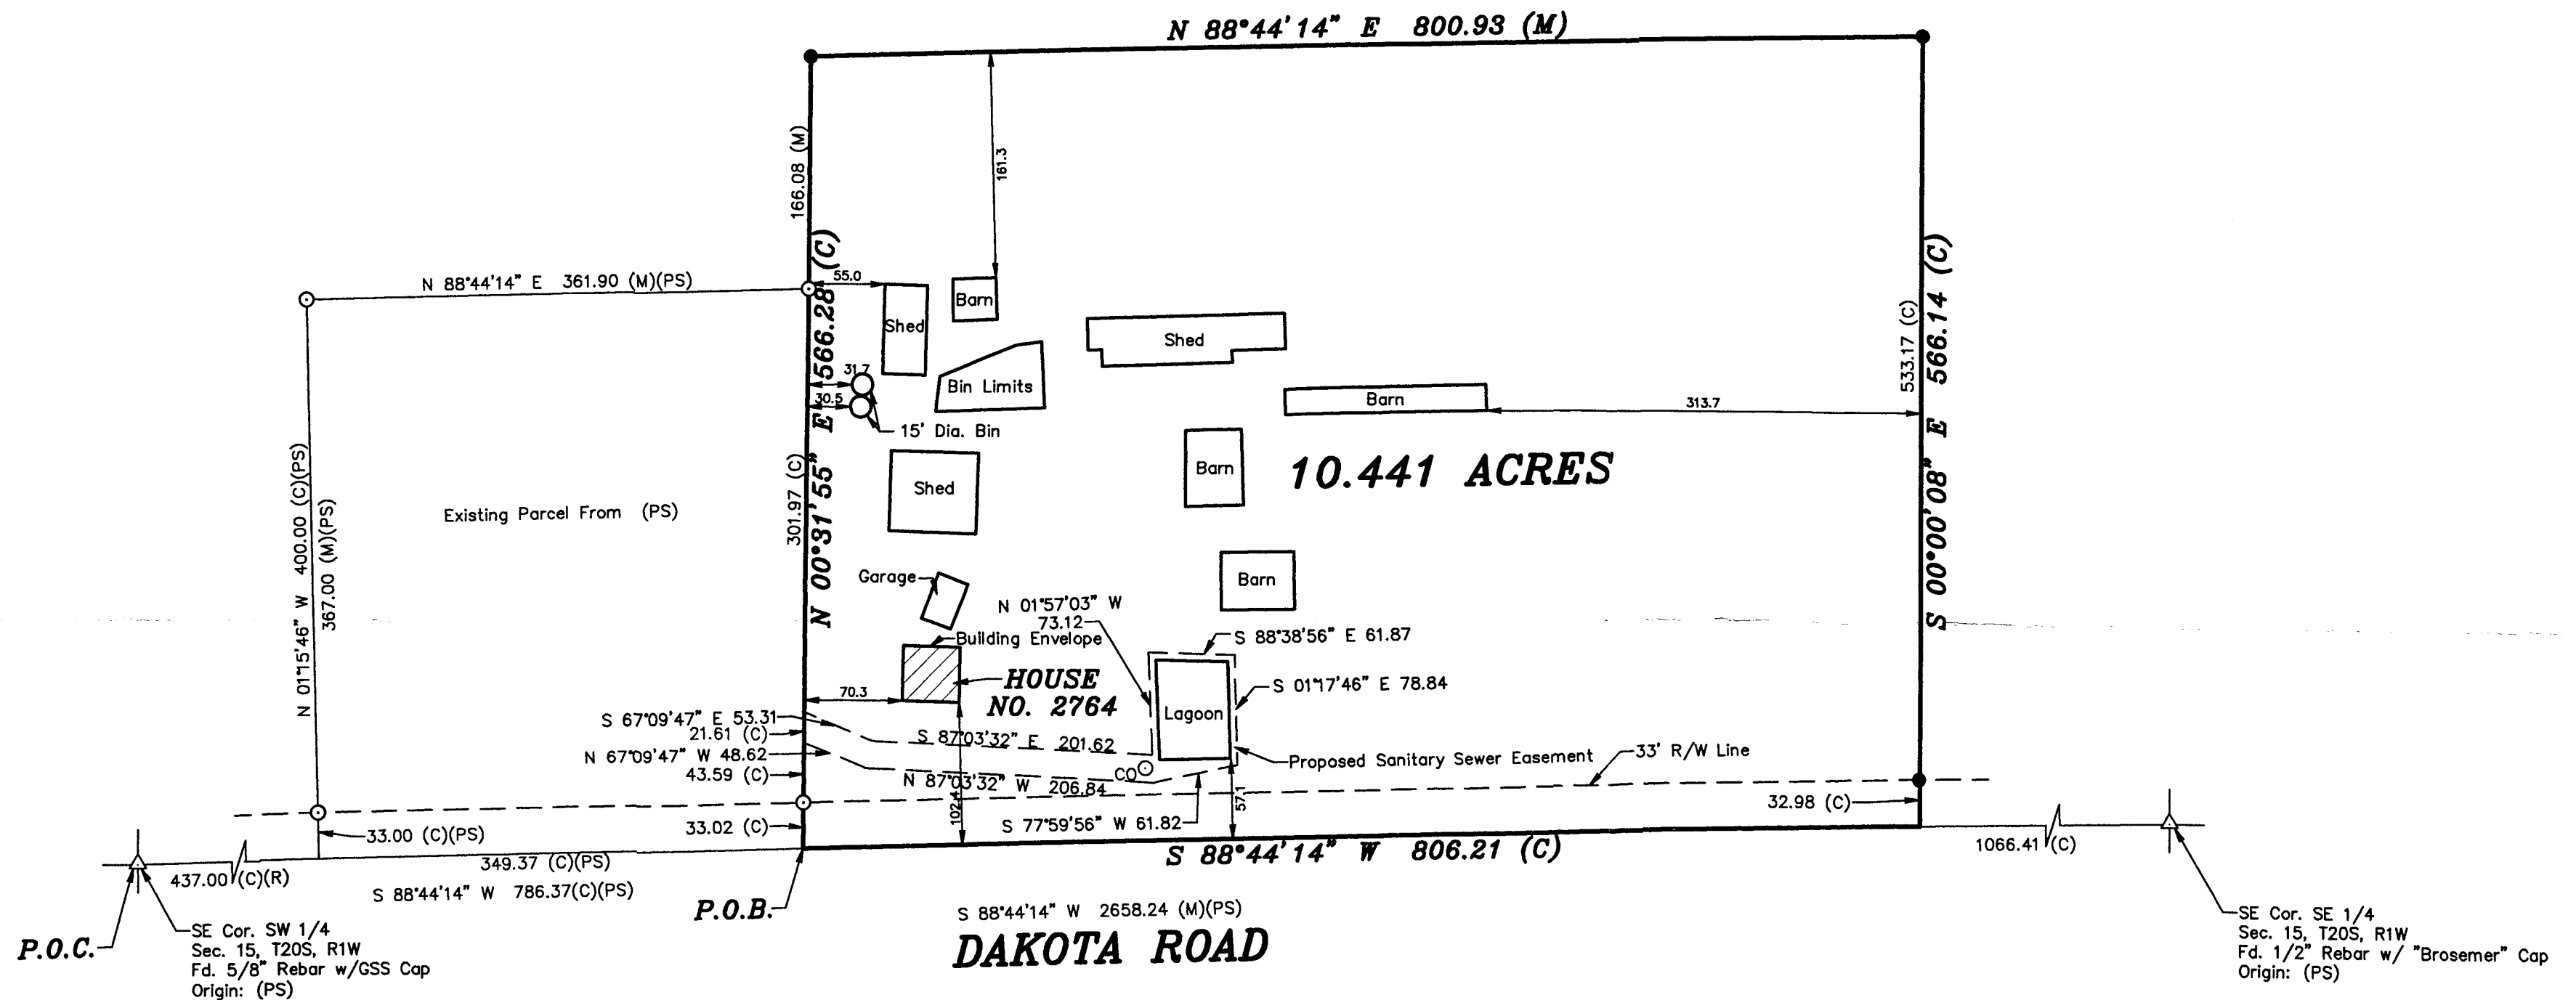 N 88°44'14" E 800.93 (M)
166.08 (M)
161.3
N 88°44'14" E 361.90 (M)(PS)
55.0
Barn
Shed
Shed
31.7
30.5
Bin Limits
15' Dia. Bin
Barn
313.7
N 00°31'55" E 566.28 (C)
301.97 (C)
533.17 (C)
S 00°00'08" E 566.14 (C)
Barn
10.441 ACRES
Shed
Existing Parcel From (PS)
N 01°15'46" W 400.00 (C)(PS)
367.00 (M)(PS)
Garage
Barn
N 01°57'03" W
73.12
Building Envelope
S 88°38'56" E 61.87
HOUSE
NO. 2764
70.3
S 01°17'46" E 78.84
Lagoon
S 67°09'47" E 53.31
21.61 (C)
S 87°03'32" E 201.62
N 67°09'47" W 48.62
43.59 (C)
Proposed Sanitary Sewer Easement
33' R/W Line
CO
N 87°03'32" W
206.84
102.4
57.1
32.98 (C)
33.00 (C)(PS)
33.02 (C)
S 77°59'56" W 61.82
S 88°44'14" W 806.21 (C)
1066.41 (C)
349.37 (C)(PS)
437.00 (C)(R)
S 88°44'14" W 786.37(C)(PS)
P.O.B.
S 88°44'14" W 2658.24 (M)(PS)
DAKOTA ROAD
P.O.C.
SE Cor. SW 1/4
Sec. 15, T20S, R1W
Fd. 5/8" Rebar w/GSS Cap
Origin: (PS)
SE Cor. SE 1/4
Sec. 15, T20S, R1W
Fd. 1/2" Rebar w/ "Brosemer" Cap
Origin: (PS)